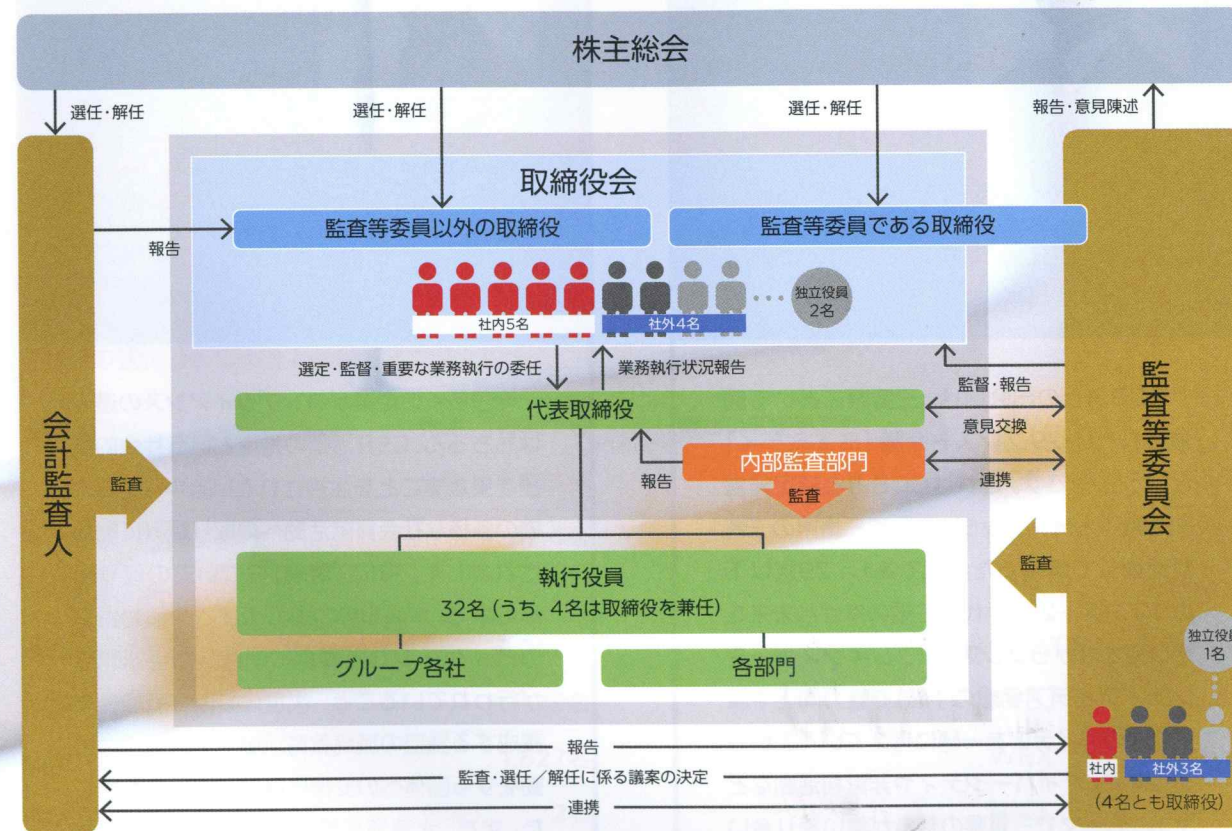 株主総会
選任・解任
選任・解任
選任・解任
報告・意見陳述
取締役会
監査等委員以外の取締役
監査等委員である取締役
報告
独立役員
2名
社内5名
社外4名
選定・監督・重要な業務執行の委任
業務執行状況報告
監督・報告
代表取締役
意見交換
内部監査部門
報告
連携
監査
会計監査人
監査
監査等委員会
監査
執行役員
32名(うち、4名は取締役を兼任)
グループ各社
各部門
独立役員
1名
社内
社外3名
(4名とも取締役)
報告
監査・選任/解任に係る議案の決定
連携